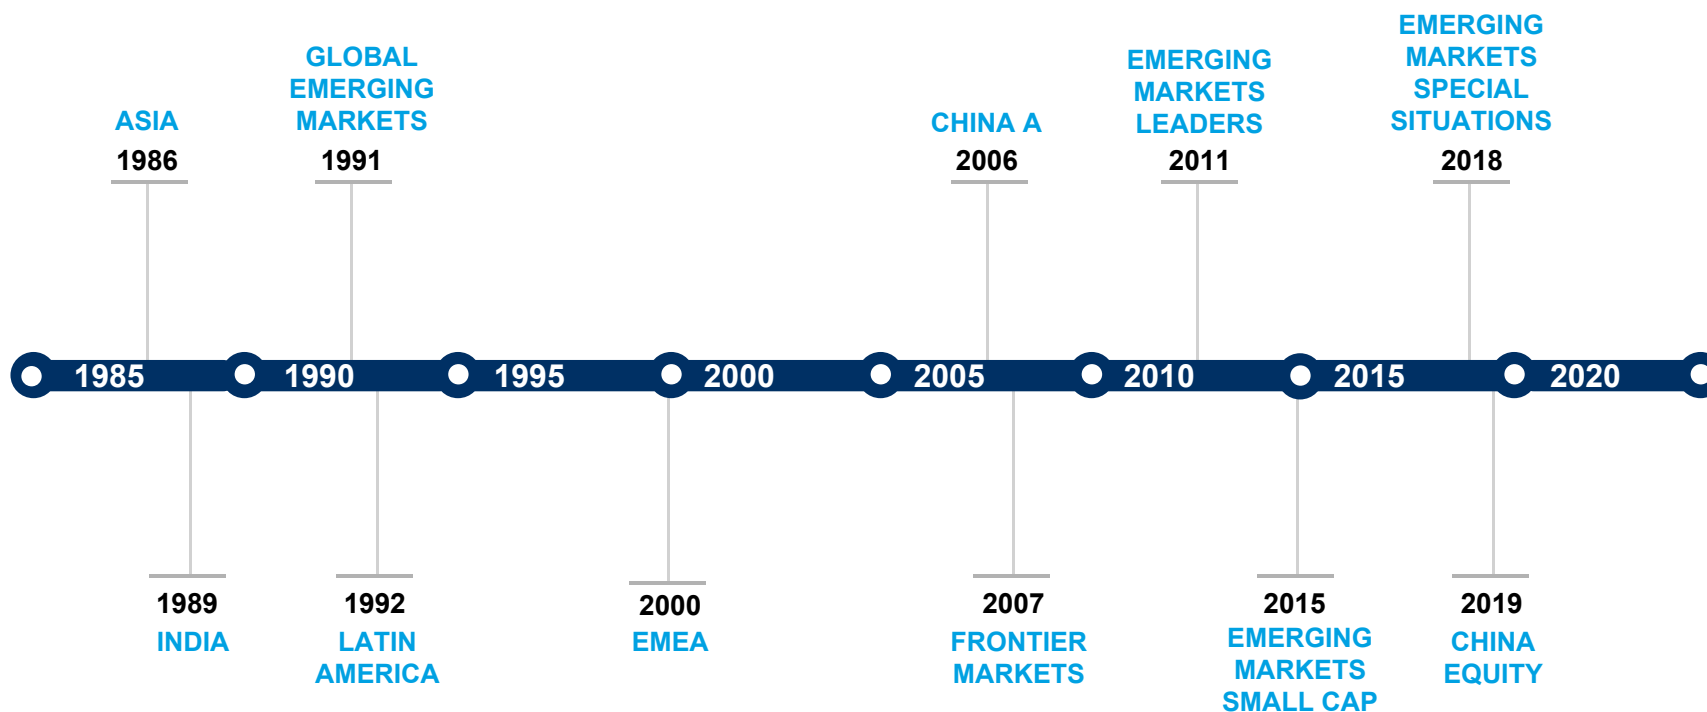 ASIA
1986
GLOBAL
EMERGING
MARKETS
1991
CHINA A
2006
EMERGING
MARKETS
LEADERS
2011
EMERGING
MARKETS
SPECIAL
SITUATIONS
2018
1985
1990
1995
2000
2005
2010
2015
2020
1989
INDIA
1992
LATIN
AMERICA
2000
EMEA
2007
FRONTIER
MARKETS
2015
EMERGING
MARKETS
SMALL CAP
2019
CHINA
EQUITY